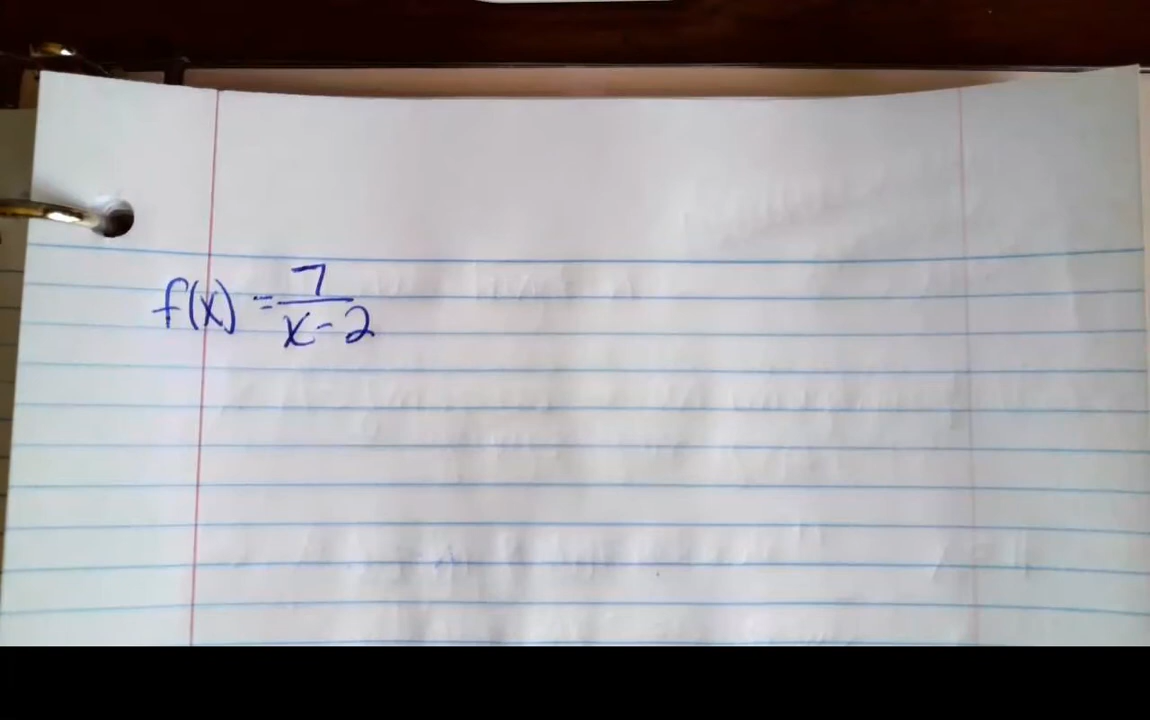 f(x) = 7/(x-2)